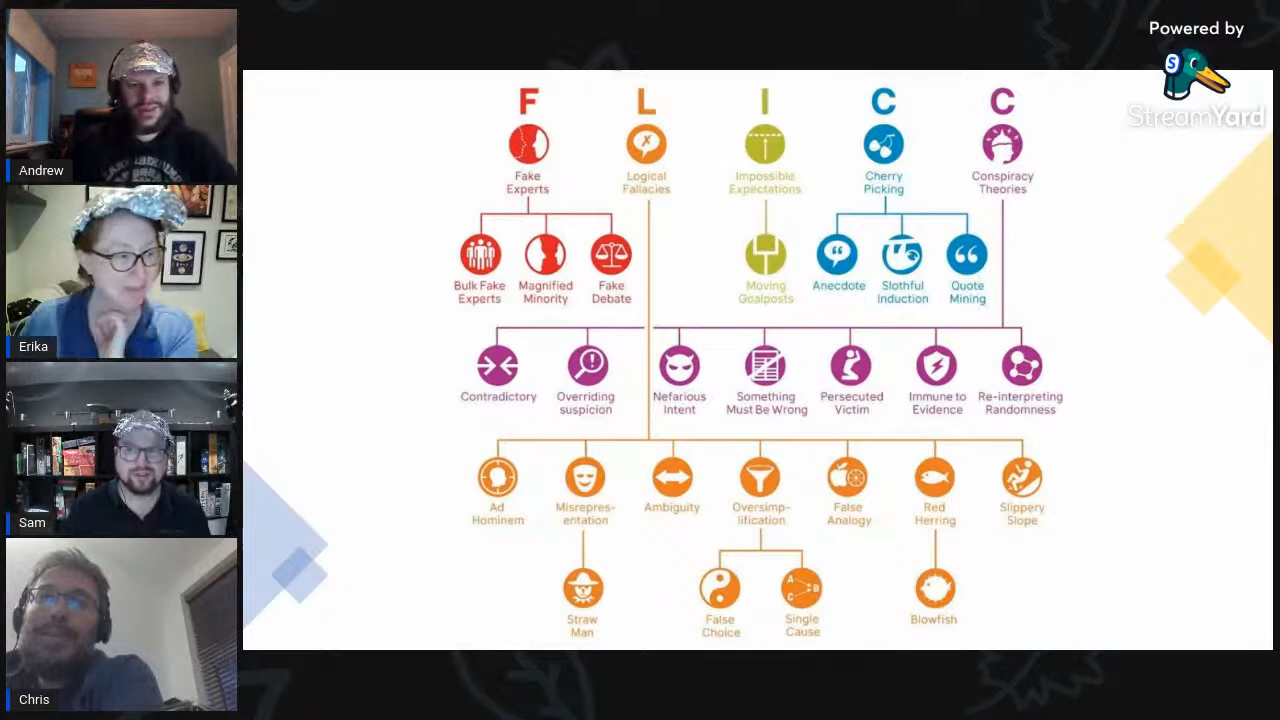 Powered by
StreamYard
Andrew
Erika
Sam
Chris
F L I C C
Fake
Experts
Logical
Fallacies
Impossible
Expectations
Cherry
Picking
Conspiracy
Theories
Bulk Fake
Experts
Magnified
Minority
Fake
Debate
Moving
Goalposts
Anecdote
Slothful
Induction
Quote
Mining
Contradictory
Overriding
suspicion
Nefarious
Intent
Something
Must Be Wrong
Persecuted
Victim
Immune to
Evidence
Re-interpreting
Randomness
Ad
Hominem
Misrepres-
entation
Ambiguity
Oversimp-
lification
False
Analogy
Red
Herring
Slippery
Slope
Straw
Man
False
Choice
A
B
C
Single
Cause
Blowfish